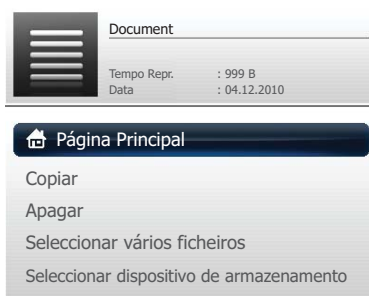 Document
Tempo Repr. : 999 B
Data : 04.12.2010
Página Principal
Copiar
Apagar
Seleccionar vários ficheiros
Seleccionar dispositivo de armazenamento